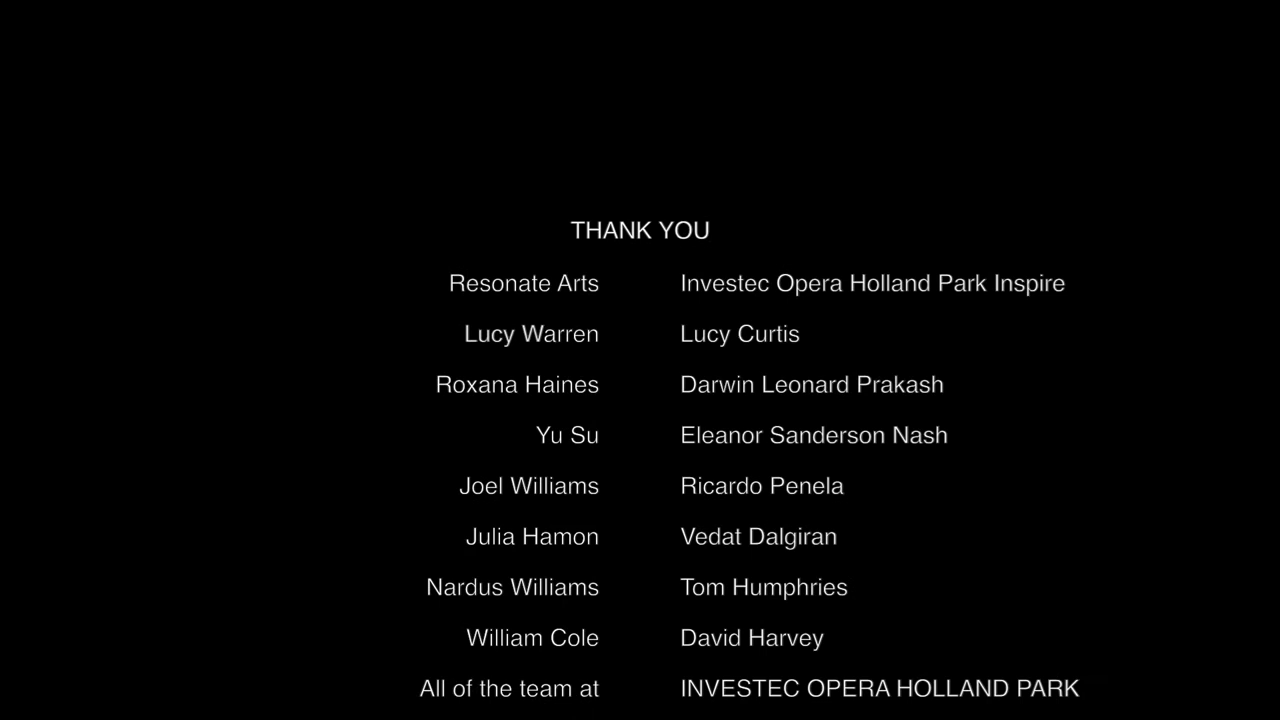 THANK YOU
Resonate Arts Investec Opera Holland Park Inspire
Lucy Warren Lucy Curtis
Roxana Haines Darwin Leonard Prakash
Yu Su Eleanor Sanderson Nash
Joel Williams Ricardo Penela
Julia Hamon Vedat Dalgiran
Nardus Williams Tom Humphries
William Cole David Harvey
All of the team at INVESTEC OPERA HOLLAND PARK